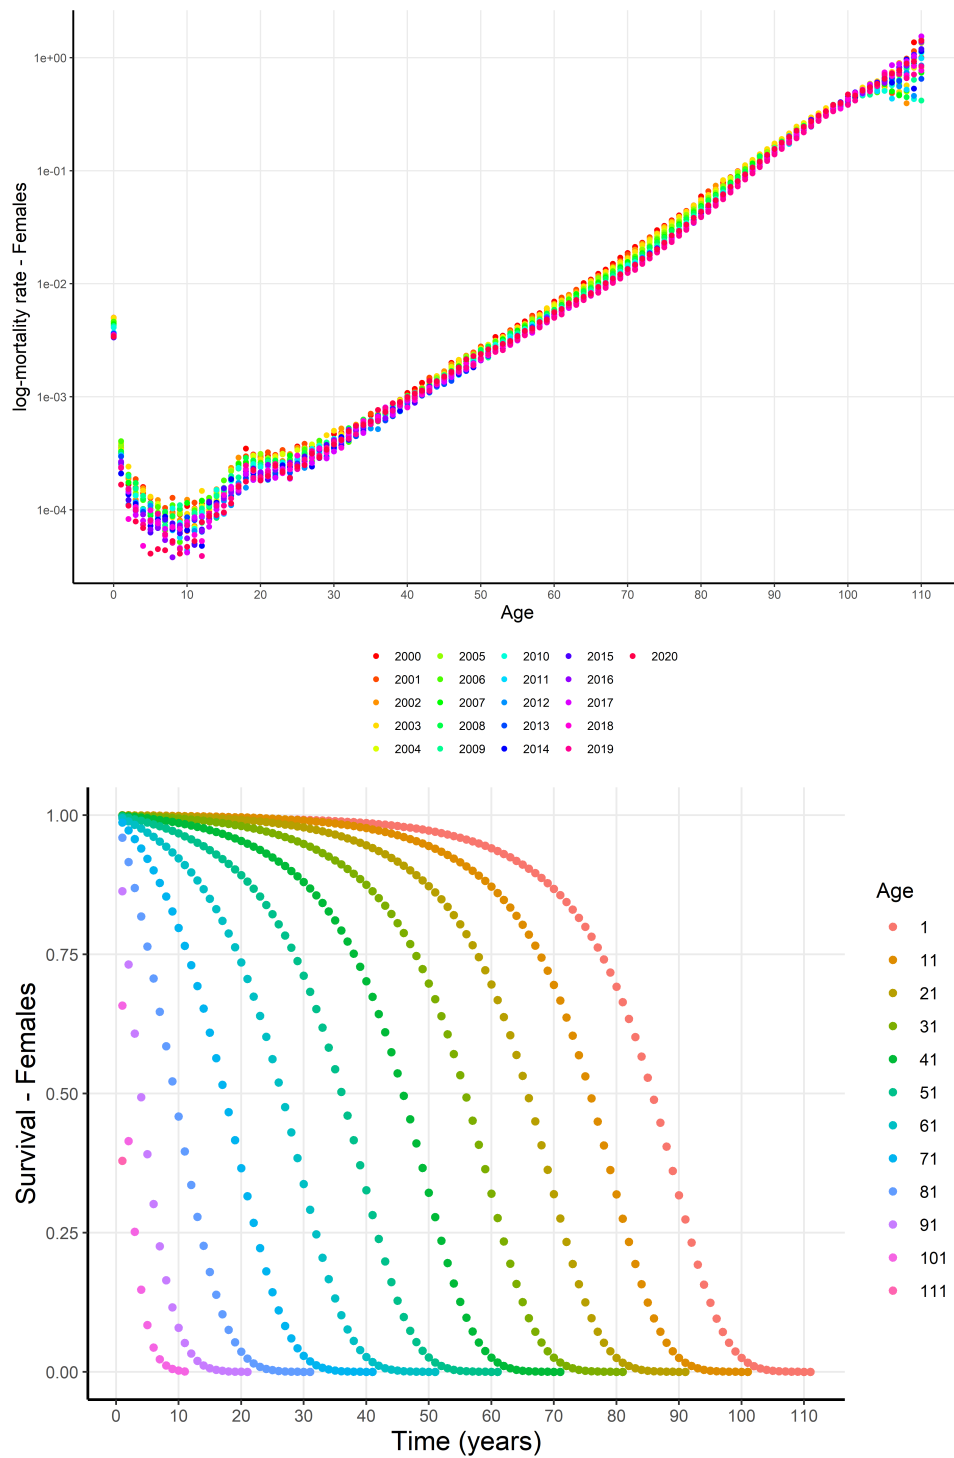 log-mortality rate - Females
1e+00
1e-01
1e-02
1e-03
1e-04
0 10 20 30 40 50 60 70 80 90 100 110
Age
2000 2005 2010 2015 2020
2001 2006 2011 2016
2002 2007 2012 2017
2003 2008 2013 2018
2004 2009 2014 2019
Survival - Females
1.00
0.75
0.50
0.25
0.00
0 10 20 30 40 50 60 70 80 90 100 110
Time (years)
Age
1
11
21
31
41
51
61
71
81
91
101
111